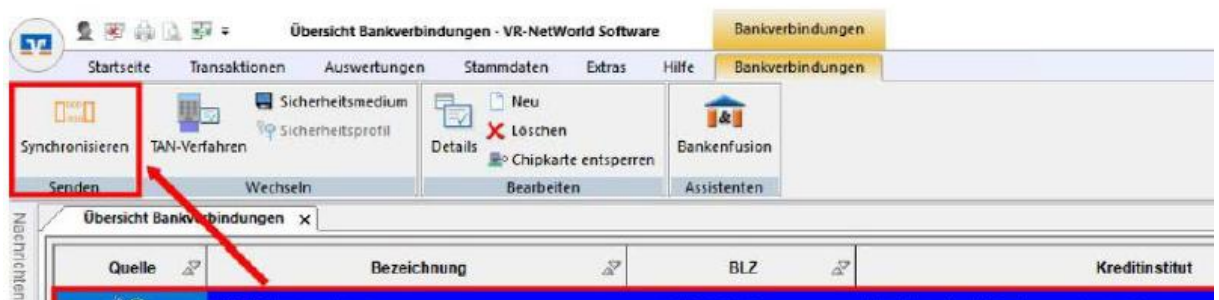 Übersicht Bankverbindungen - VR-NetWorld Software
Bankverbindungen
Startseite Transaktionen Auswertungen Stammdaten Extras Hilfe Bankverbindungen
Synchronisieren
Senden
TAN-Verfahren
Sicherheitsmedium
Sicherheitsprofil
Wechseln
Details
Neu
Löschen
Chipkarte entsperren
Bearbeiten
Bankenfusion
Assistenten
Nachrichten
Übersicht Bankverbindungen x
Quelle Bezeichnung BLZ Kreditinstitut